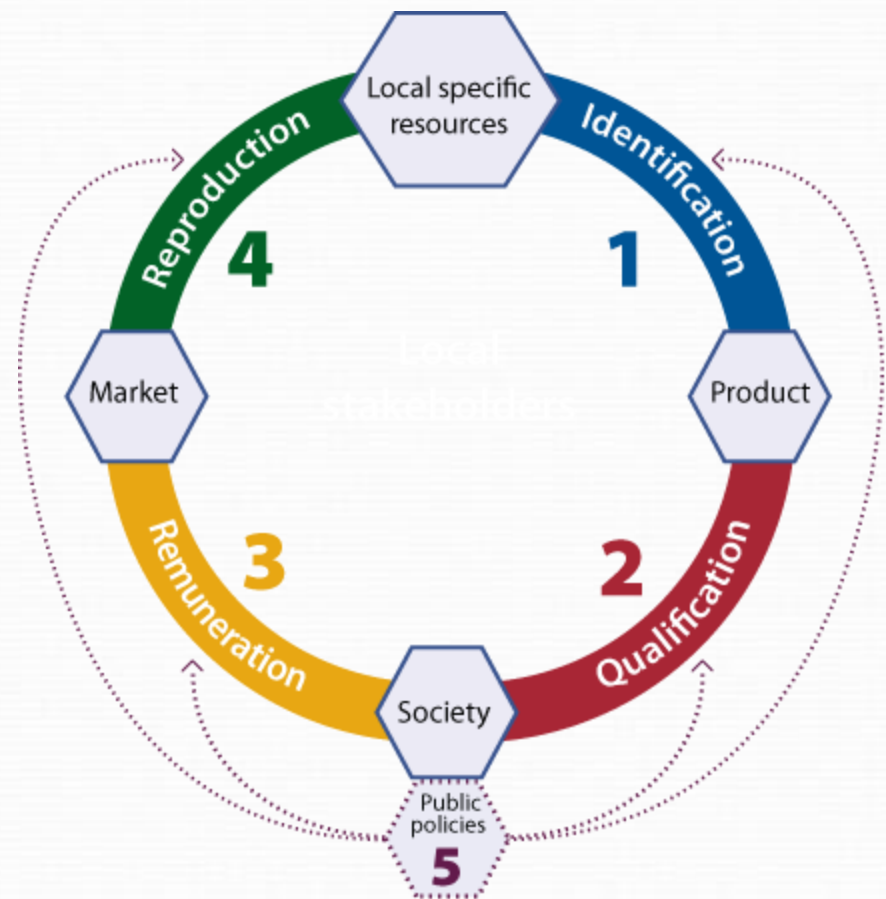 Local specific
resources
Identification
1
Product
Qualification
2
Society
Remuneration
3
Market
Reproduction
4
Local
stakeholders
Public
policies
5